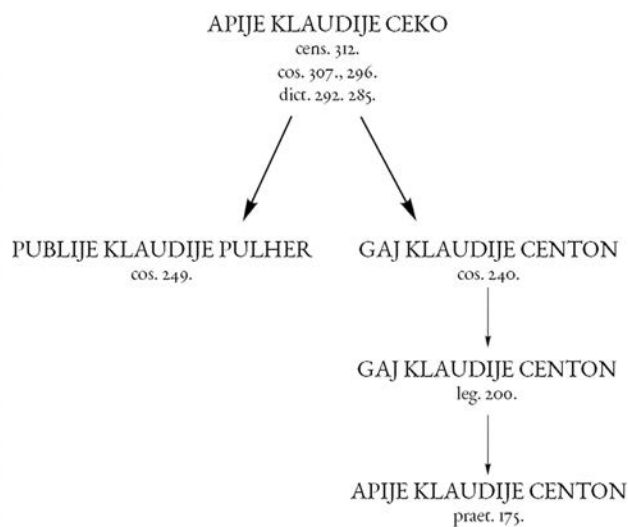 APIJE KLAUDIJE CEKO
cens. 312.
cos. 307., 296.
dict. 292. 285.
PUBLIJE KLAUDIJE PULHER
cos. 249.
GAJ KLAUDIJE CENTON
cos. 240.
GAJ KLAUDIJE CENTON
leg. 200.
APIJE KLAUDIJE CENTON
praet. 175.